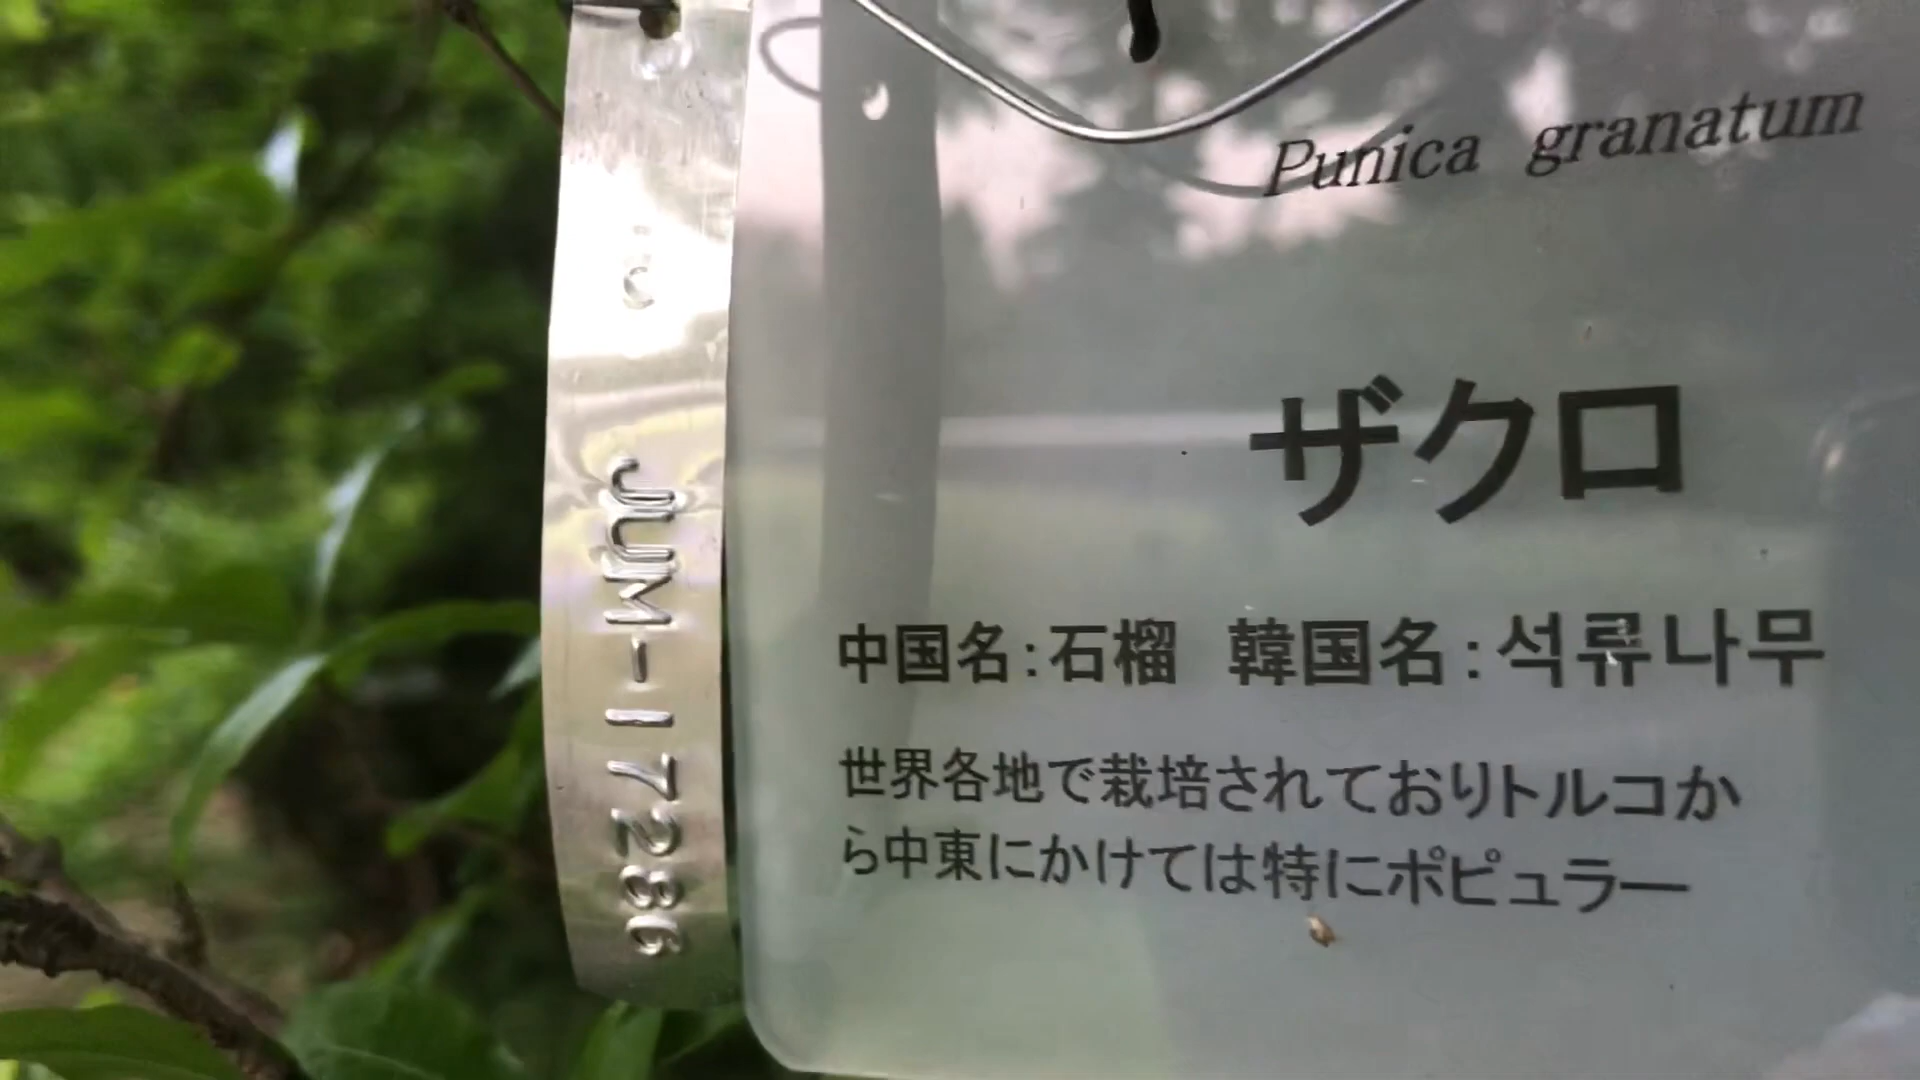 JUM-17286
Punica granatum
ザクロ
中国名:石榴 韓国名:석류나무
世界各地で栽培されておりトルコか
ら中東にかけては特にポピュラー